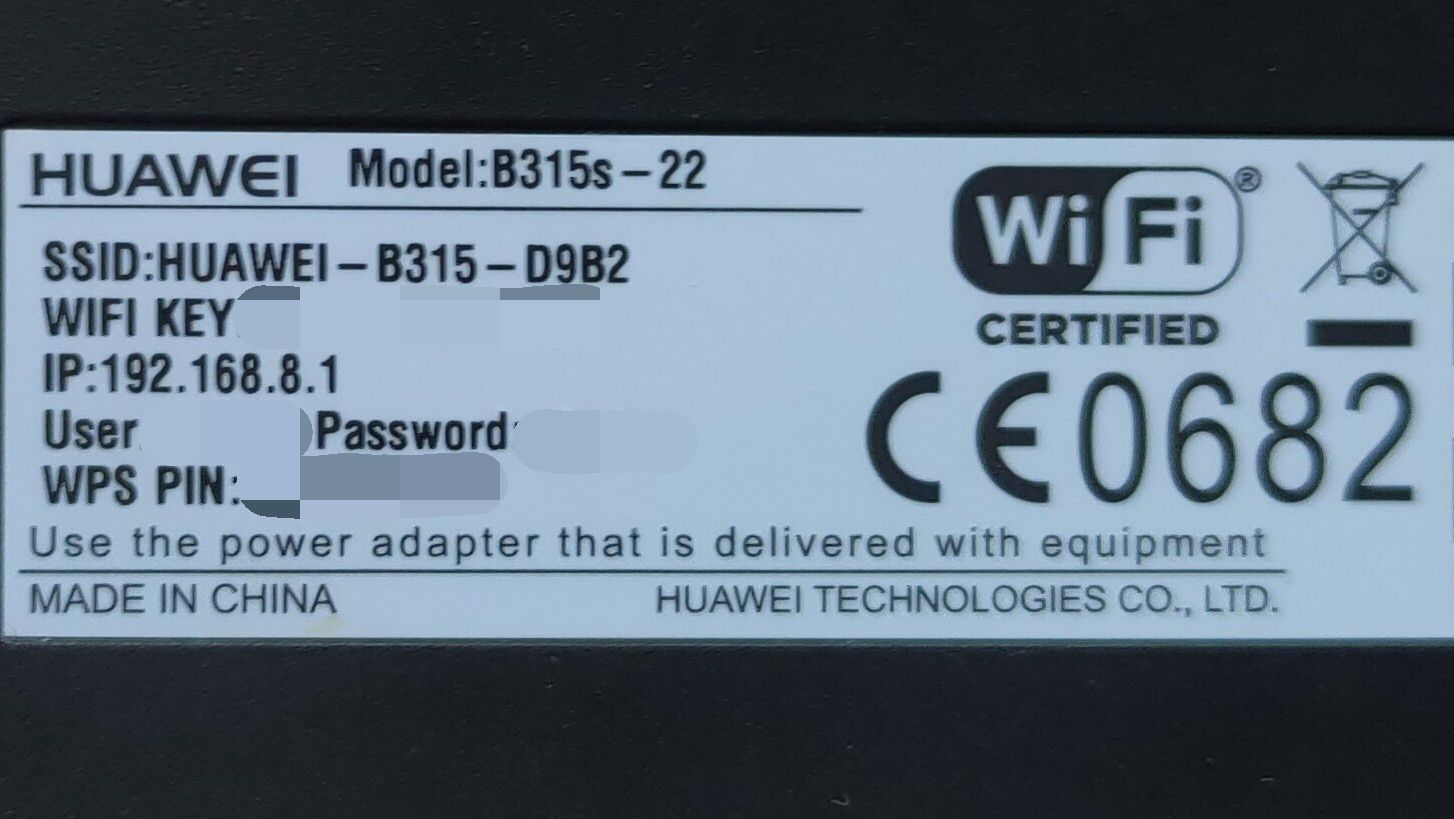 HUAWEI Model:B315s-22
SSID:HUAWEI-B315-D9B2
WIFI KEY
IP:192.168.8.1
User Password
WPS PIN:
Use the power adapter that is delivered with equipment
MADE IN CHINA HUAWEI TECHNOLOGIES CO., LTD.
WiFi®
CERTIFIED
CE0682